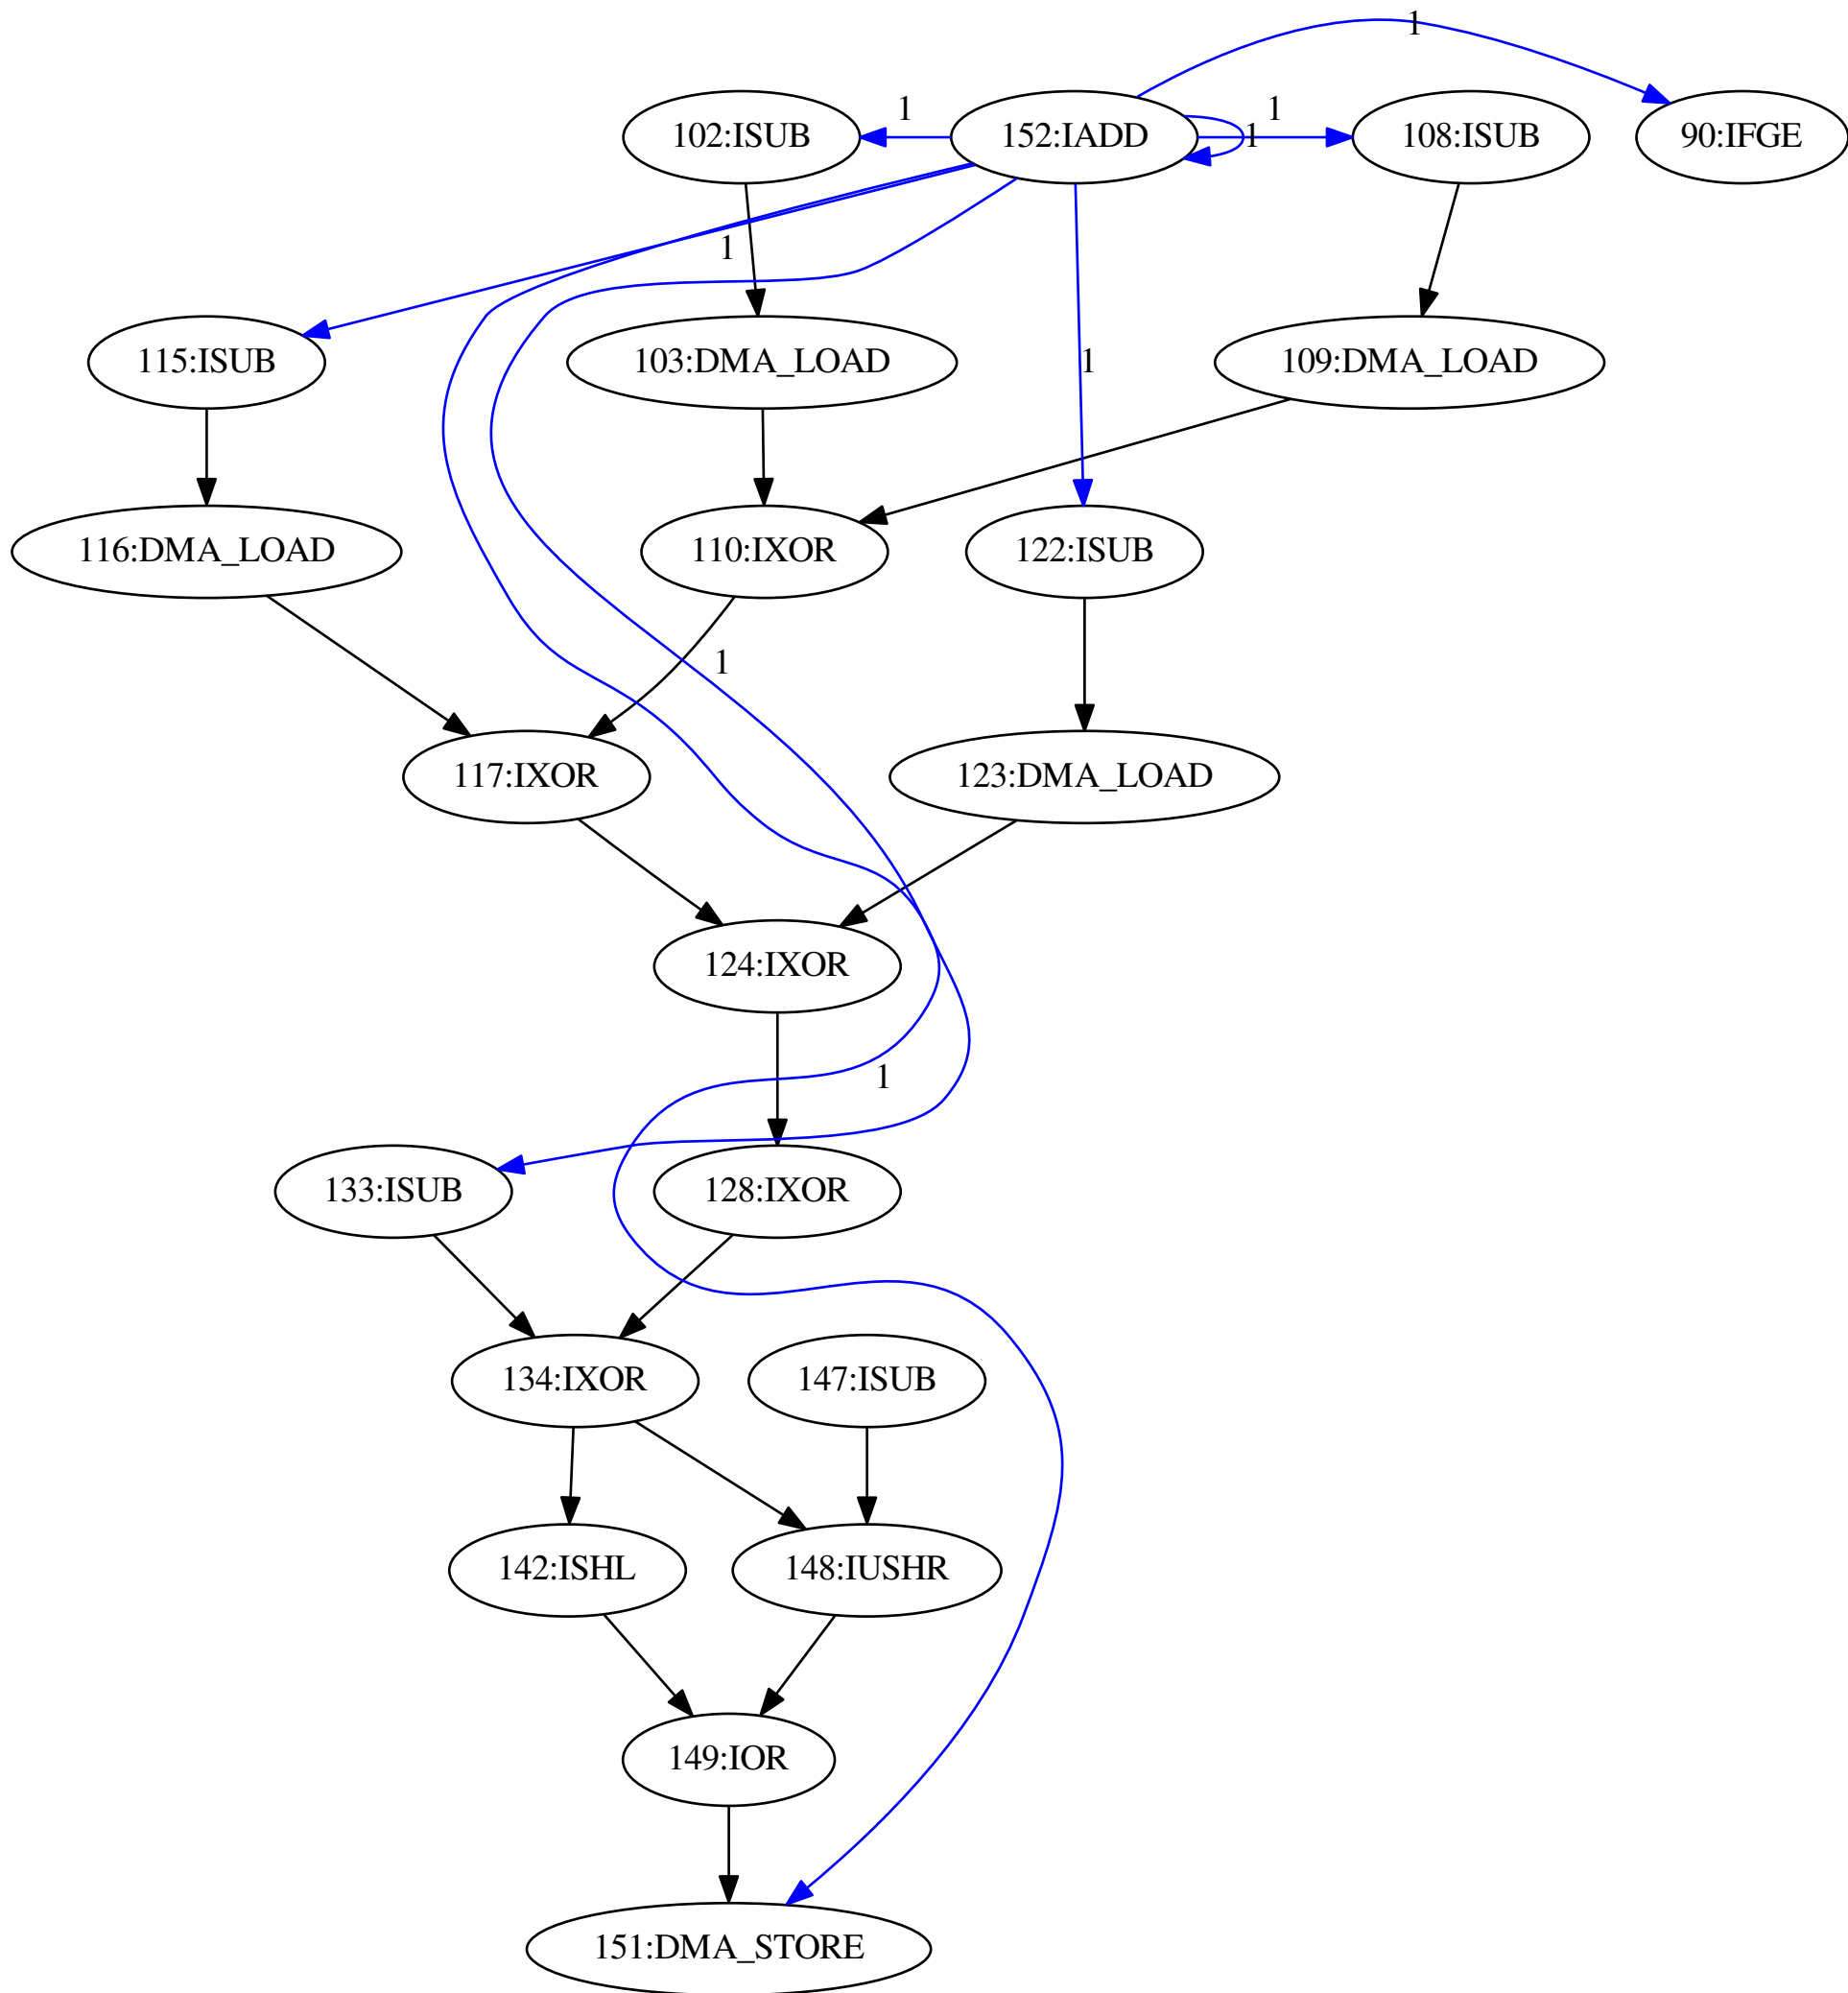 1
102:ISUB
1
152:IADD
1
1
108:ISUB
90:IFGE
1
115:ISUB
103:DMA_LOAD
1
109:DMA_LOAD
116:DMA_LOAD
110:IXOR
122:ISUB
1
117:IXOR
123:DMA_LOAD
124:IXOR
1
133:ISUB
128:IXOR
134:IXOR
147:ISUB
142:ISHL
148:IUSHR
149:IOR
151:DMA_STORE